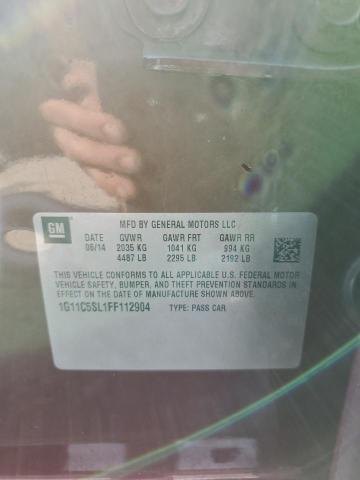 GM MFD BY GENERAL MOTORS LLC
DATE GVWR GAWR FRT GAWR RR
06/14 2035 KG 1041 KG 994 KG
4487 LB 2295 LB 2192 LB
THIS VEHICLE CONFORMS TO ALL APPLICABLE U.S. FEDERAL MOTOR
VEHICLE SAFETY, BUMPER, AND THEFT PREVENTION STANDARDS IN
EFFECT ON THE DATE OF MANUFACTURE SHOWN ABOVE.
1G11C5SL1FF112904 TYPE: PASS CAR